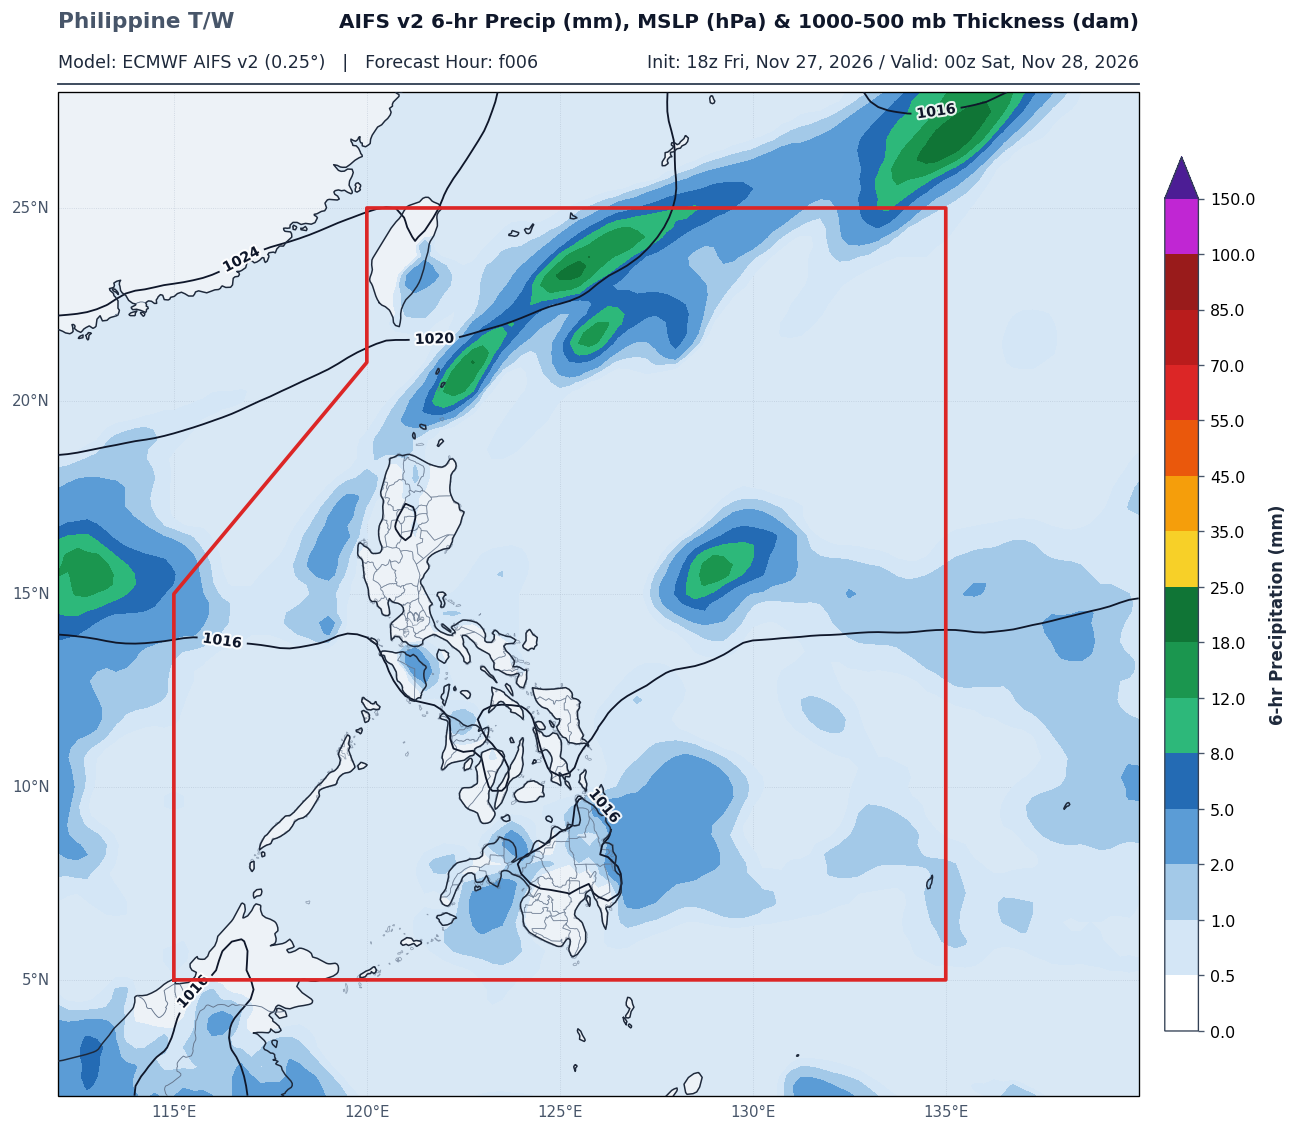 Philippine T/W
AIFS v2 6-hr Precip (mm), MSLP (hPa) & 1000-500 mb Thickness (dam)
Model: ECMWF AIFS v2 (0.25°)   |   Forecast Hour: f006
Init: 18z Fri, Nov 27, 2026 / Valid: 00z Sat, Nov 28, 2026
1016
25°N
1024
1020
20°N
15°N
1016
10°N
1016
5°N
1016
115°E
120°E
125°E
130°E
135°E
150.0
100.0
85.0
70.0
55.0
45.0
35.0
25.0
18.0
12.0
8.0
5.0
2.0
1.0
0.5
0.0
6-hr Precipitation (mm)